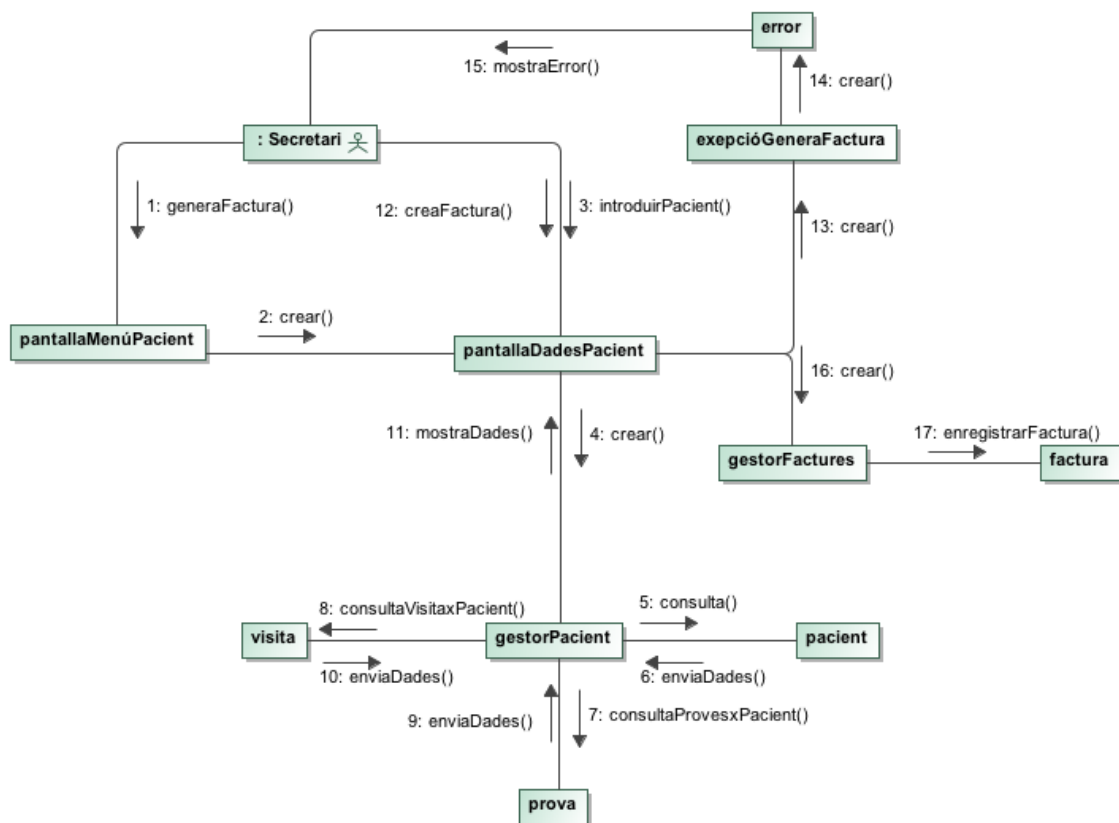 error
15: mostraError()
14: crear()
: Secretari
exepcióGeneraFactura
1: generaFactura()
12: creaFactura()
3: introduirPacient()
13: crear()
2: crear()
pantallaMenúPacient
pantallaDadesPacient
16: crear()
11: mostraDades()
4: crear()
17: enregistrarFactura()
gestorFactures
factura
8: consultaVisitaxPacient()
5: consulta()
visita
gestorPacient
pacient
10: enviaDades()
6: enviaDades()
9: enviaDades()
7: consultaProvesxPacient()
prova